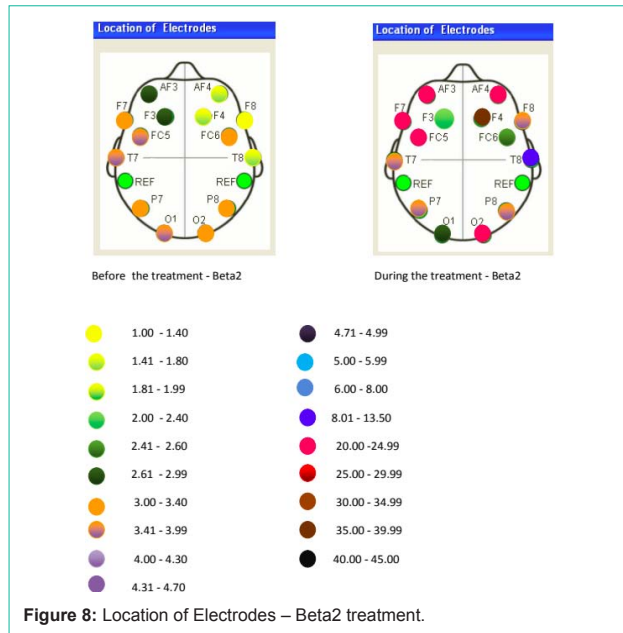 Location of Electrodes
AF3 AF4
F7 F3 F4 F8
FC5 FC6
T7 T8
REF REF
P7 P8
O1 O2
Before the treatment - Beta2
Location of Electrodes
AF3 AF4
F7 F3 F4 F8
FC5 FC6
T7 T8
REF REF
P7 P8
O1 O2
During the treatment - Beta2
1.00 - 1.40
1.41 - 1.80
1.81 - 1.99
2.00 - 2.40
2.41 - 2.60
2.61 - 2.99
3.00 - 3.40
3.41 - 3.99
4.00 - 4.30
4.31 - 4.70
4.71 - 4.99
5.00 - 5.99
6.00 - 8.00
8.01 - 13.50
20.00 -24.99
25.00 - 29.99
30.00 - 34.99
35.00 - 39.99
40.00 - 45.00
Figure 8: Location of Electrodes – Beta2 treatment.